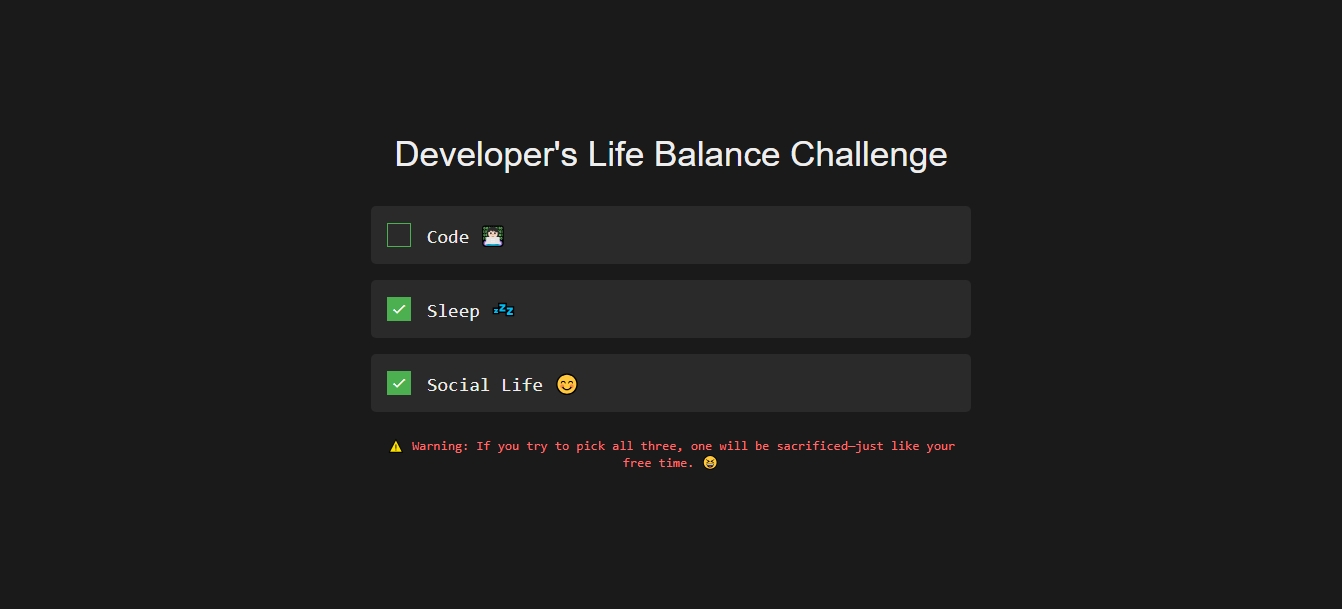 Developer's Life Balance Challenge
Code 👨🏻‍💻
Sleep 💤
Social Life 😊
⚠️ Warning: If you try to pick all three, one will be sacrificed—just like your
free time. 😆